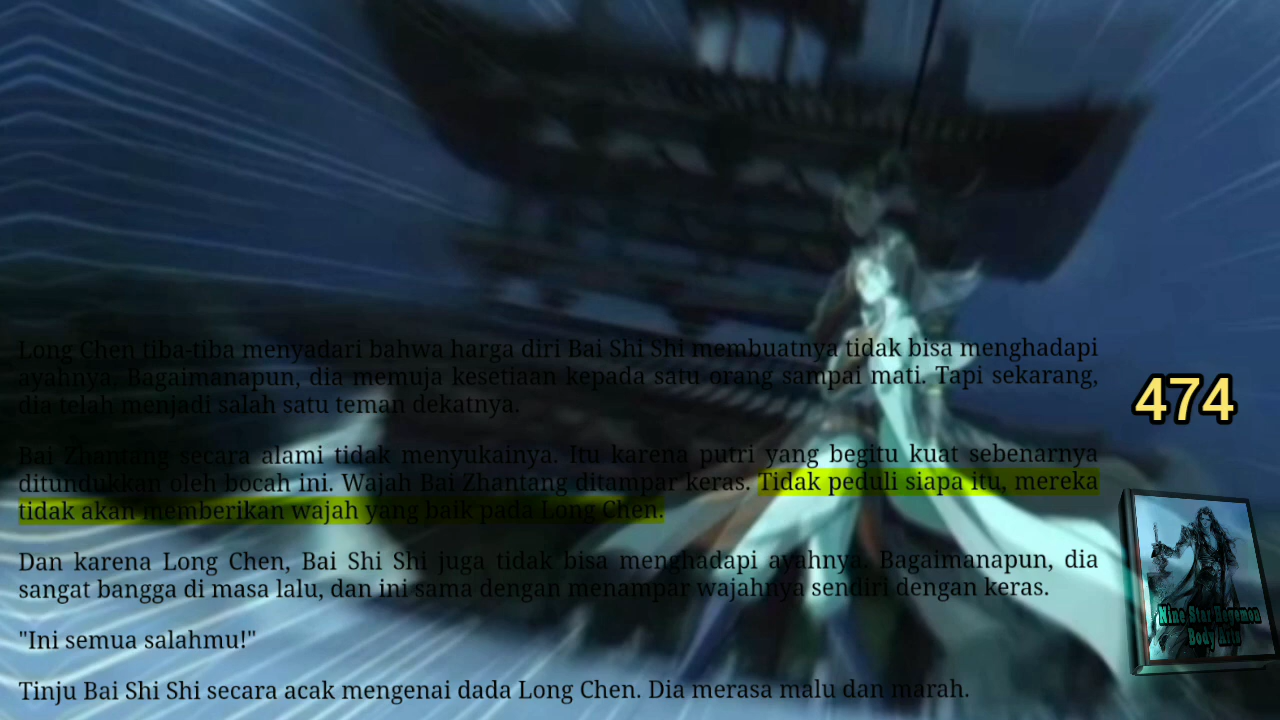 Long Chen tiba-tiba menyadari bahwa harga diri Bai Shi Shi membuatnya tidak bisa menghadapi
ayahnya. Bagaimanapun, dia memuja kesetiaan kepada satu orang sampai mati. Tapi sekarang,
dia telah menjadi salah satu teman dekatnya.
Bai Zhantang secara alami tidak menyukainya. Itu karena putri yang begitu kuat sebenarnya
ditundukkan oleh bocah ini. Wajah Bai Zhantang ditampar keras. Tidak peduli siapa itu, mereka
tidak akan memberikan wajah yang baik pada Long Chen.
Dan karena Long Chen, Bai Shi Shi juga tidak bisa menghadapi ayahnya. Bagaimanapun, dia
sangat bangga di masa lalu, dan ini sama dengan menampar wajahnya sendiri dengan keras.
"Ini semua salahmu!"
Tinju Bai Shi Shi secara acak mengenai dada Long Chen. Dia merasa malu dan marah.
474
Nine Star Hegemon
Body Arts